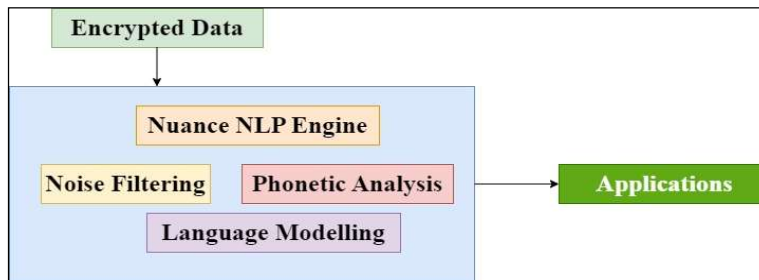 Encrypted Data
Nuance NLP Engine
Noise Filtering
Phonetic Analysis
Applications
Language Modelling